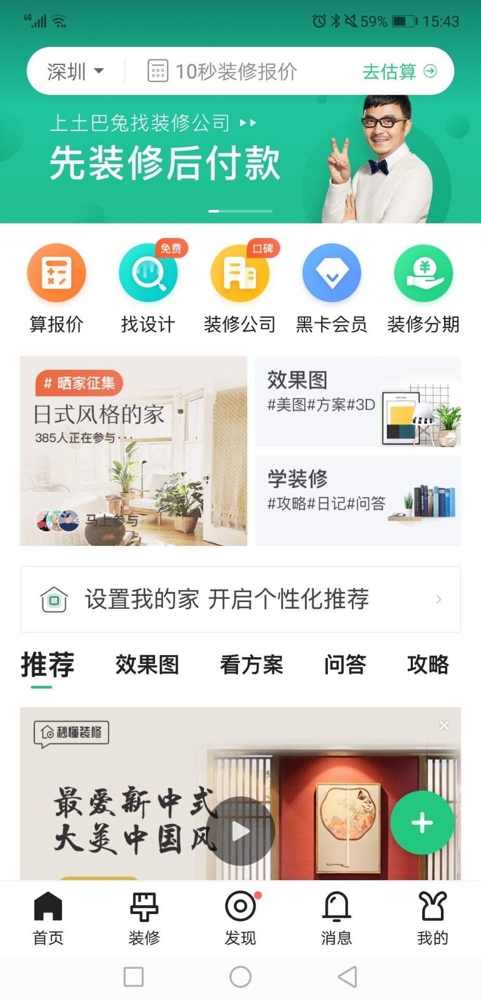 4G 59% 15:43
深圳 10秒装修报价 去估算
上土巴兔找装修公司
先装修后付款
免费 口碑
算报价 找设计 装修公司 黑卡会员 装修分期
# 晒家征集
日式风格的家
385人正在参与···
马上参与
效果图
#美图#方案#3D
NEW YORK
学装修
#攻略#日记#问答
设置我的家 开启个性化推荐
推荐 效果图 看方案 问答 攻略
秒懂装修
最爱新中式
大美中国风
首页 装修 发现 消息 我的